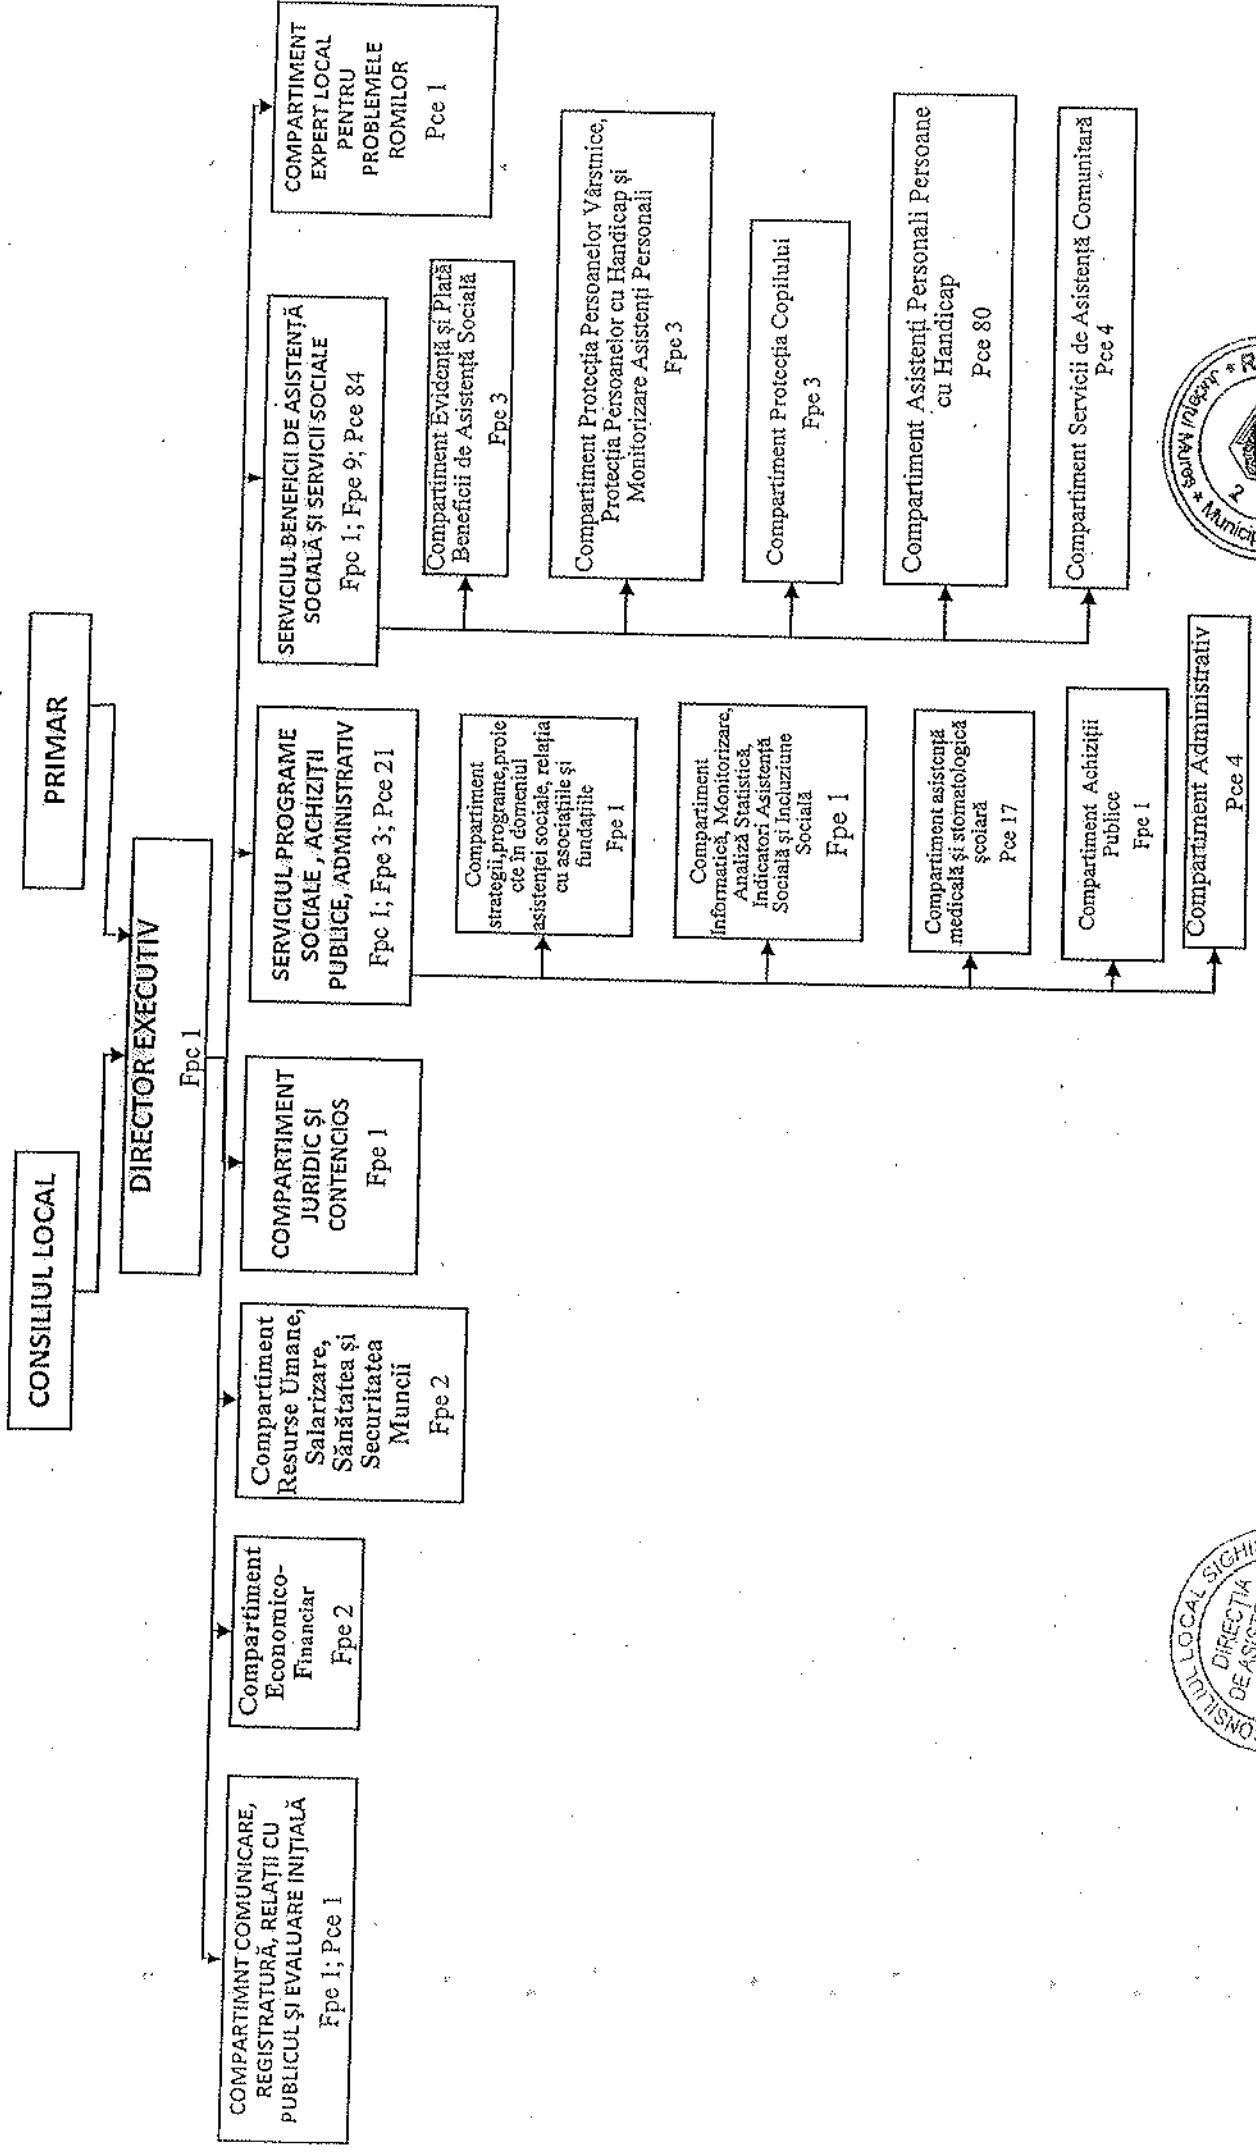 CONSILIUL LOCAL
PRIMAR
DIRECTOR EXECUTIV
Fpc 1
COMPARTIMNT COMUNICARE,
REGISTRATURĂ, RELAȚII CU
PUBLICUL ȘI EVALUARE INIȚIALĂ
Fpe 1; Pce 1
Compartiment
Economico-
Financiar
Fpe 2
Compartiment
Resurse Umane,
Salarizare,
Sănătatea și
Securitatea
Muncii
Fpe 2
COMPARTIMENT
JURIDIC ȘI
CONTENCIOS
Fpe 1
SERVICIUL PROGRAME
SOCIALE , ACHIZIȚII
PUBLICE, ADMINISTRATIV
Fpc 1; Fpe 3; Pce 21
Compartiment
strategii,programe,proie
cte în domeniul
asistenței sociale, relația
cu asociațiile și
fundațiile
Fpe 1
Compartiment
Informatică, Monitorizare,
Analiză Statistică,
Indicatori Asistență
Socială și Incluziune
Socială
Fpe 1
Compartiment asistență
medicală și stomatologică
școlară
Pce 17
Compartiment Achiziții
Publice
Fpe 1
Compartiment Administrativ
Pce 4
SERVICIUL BENEFICII DE ASISTENȚĂ
SOCIALĂ ȘI SERVICII SOCIALE
Fpc 1; Fpe 9; Pce 84
Compartiment Evidență și Plată
Beneficii de Asistență Socială
Fpe 3
Compartiment Protecția Persoanelor Vârstnice,
Protecția Persoanelor cu Handicap și
Monitorizare Asistenți Personali
Fpe 3
Compartiment Protecția Copilului
Fpe 3
Compartiment Asistenți Personali Persoane
cu Handicap
Pce 80
Compartiment Servicii de Asistență Comunitară
Pce 4
COMPARTIMENT
EXPERT LOCAL
PENTRU
PROBLEMELE
ROMILOR
Pce 1
LOCAL
DIRECȚIA
Județul Mureș
2